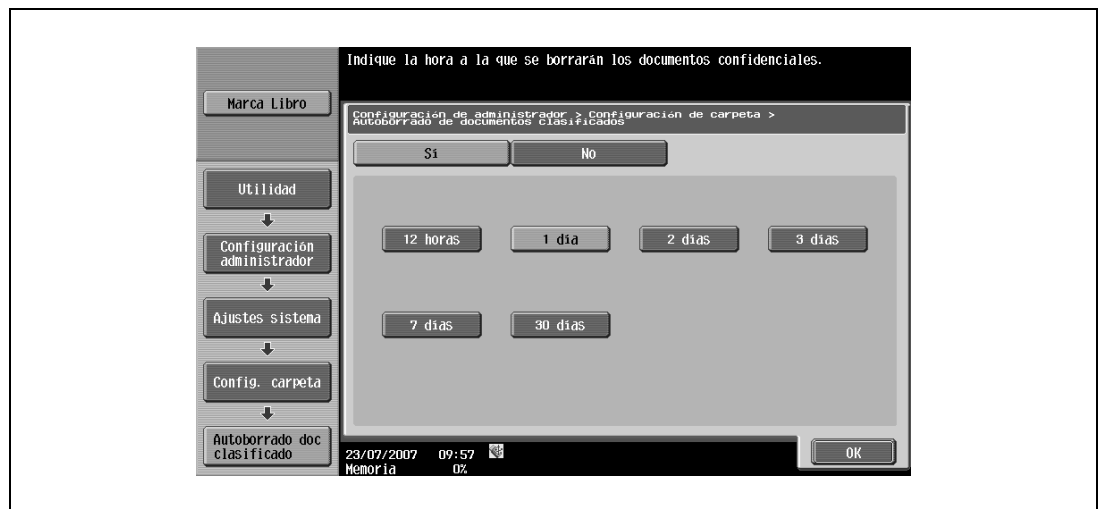 Indique la hora a la que se borrarán los documentos confidenciales.
Marca Libro
Configuración de administrador > Configuración de carpeta >
Autoborrado de documentos clasificados
Sí
No
Utilidad
Configuración
administrador
Ajustes sistema
Config. carpeta
Autoborrado doc
clasificado
12 horas
1 día
2 días
3 días
7 días
30 días
23/07/2007 09:57
Memoria 0%
OK